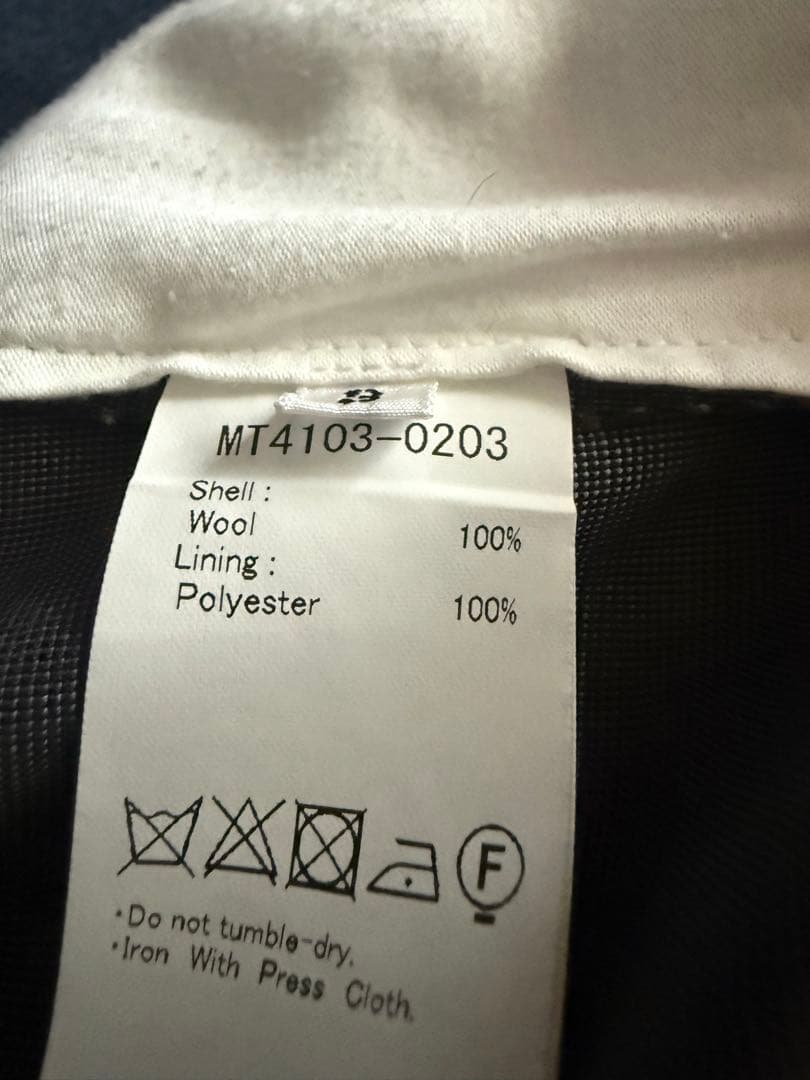 MT4103-0203
Shell :
Wool 100%
Lining :
Polyester 100%
F
・Do not tumble-dry.
・Iron With Press Cloth.